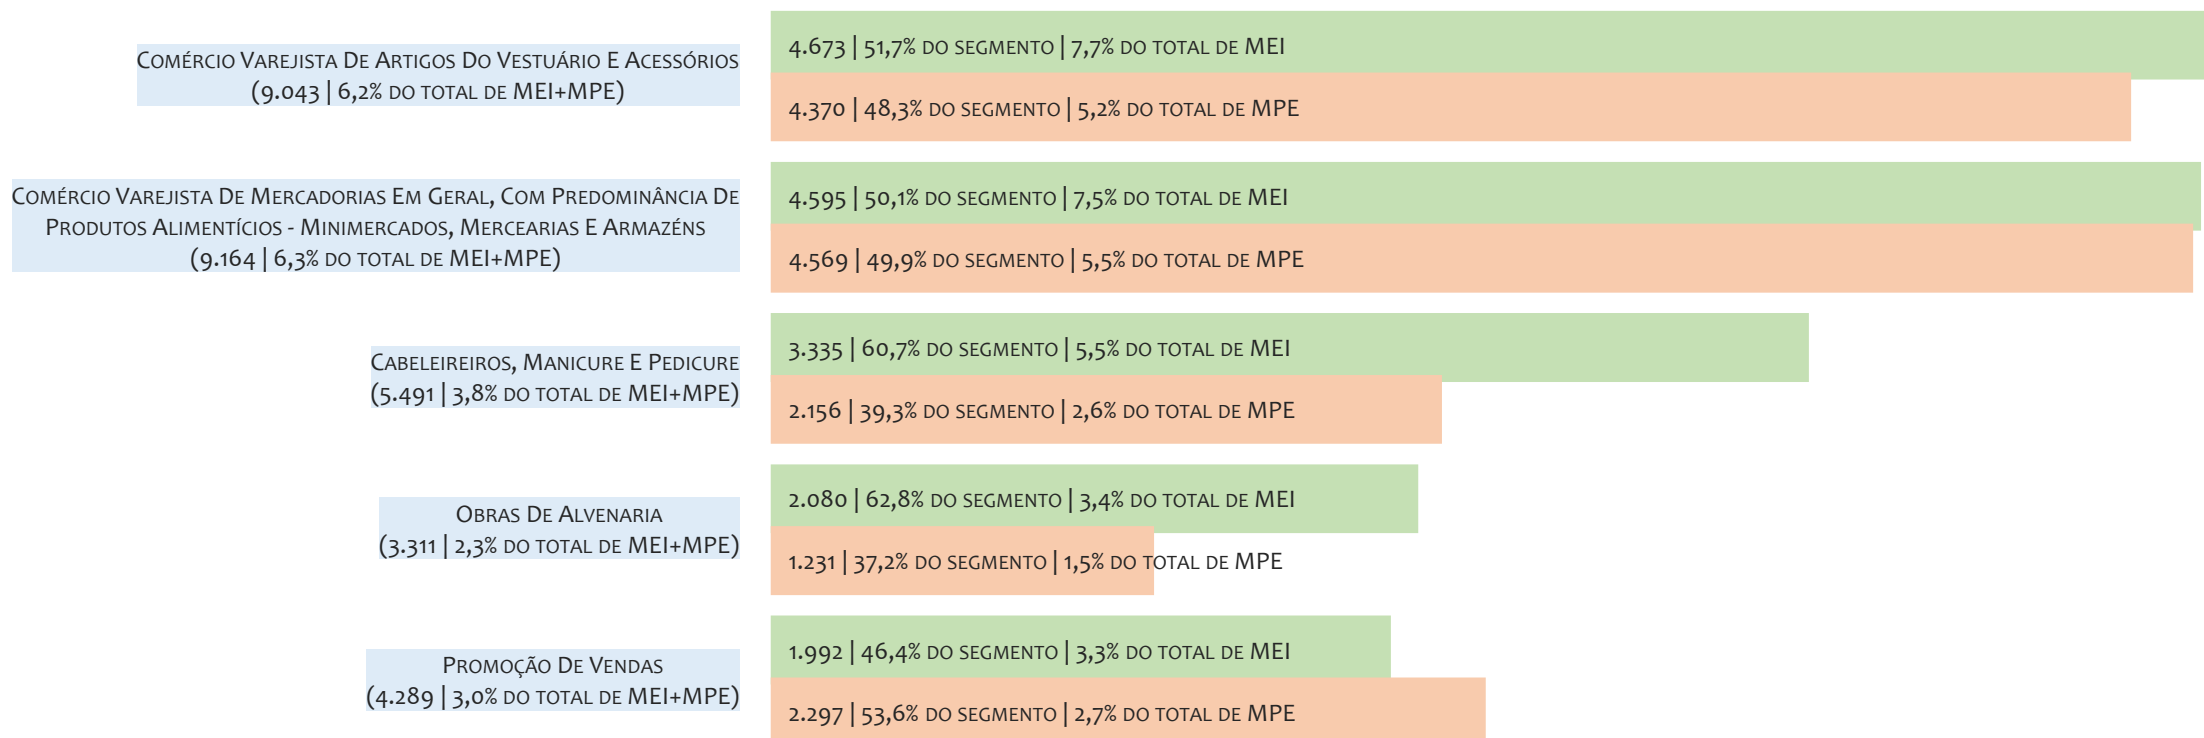 Comércio Varejista De Artigos Do Vestuário E Acessórios
(9.043 | 6,2% do total de MEI+MPE)
4.673 | 51,7% do segmento | 7,7% do total de MEI
4.370 | 48,3% do segmento | 5,2% do total de MPE
Comércio Varejista De Mercadorias Em Geral, Com Predominância De
Produtos Alimentícios - Minimercados, Mercearias E Armazéns
(9.164 | 6,3% do total de MEI+MPE)
4.595 | 50,1% do segmento | 7,5% do total de MEI
4.569 | 49,9% do segmento | 5,5% do total de MPE
Cabeleireiros, Manicure E Pedicure
(5.491 | 3,8% do total de MEI+MPE)
3.335 | 60,7% do segmento | 5,5% do total de MEI
2.156 | 39,3% do segmento | 2,6% do total de MPE
Obras De Alvenaria
(3.311 | 2,3% do total de MEI+MPE)
2.080 | 62,8% do segmento | 3,4% do total de MEI
1.231 | 37,2% do segmento | 1,5% do total de MPE
Promoção De Vendas
(4.289 | 3,0% do total de MEI+MPE)
1.992 | 46,4% do segmento | 3,3% do total de MEI
2.297 | 53,6% do segmento | 2,7% do total de MPE